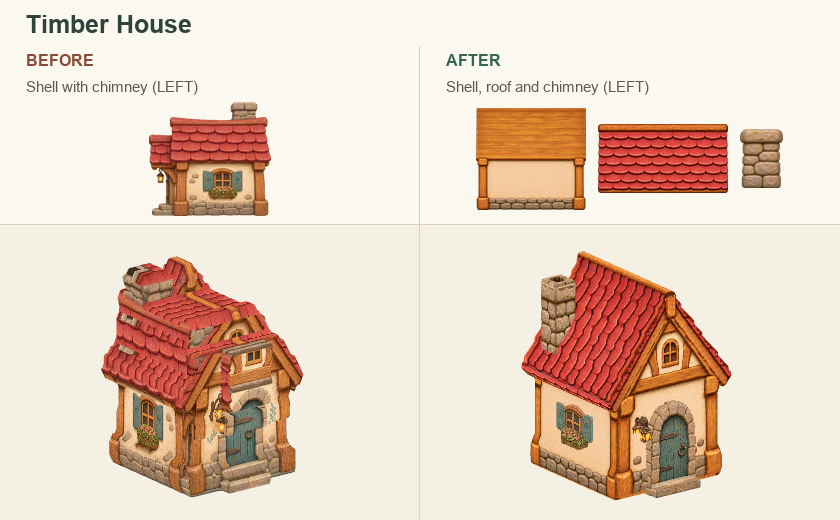 Timber House
BEFORE
Shell with chimney (LEFT)
AFTER
Shell, roof and chimney (LEFT)